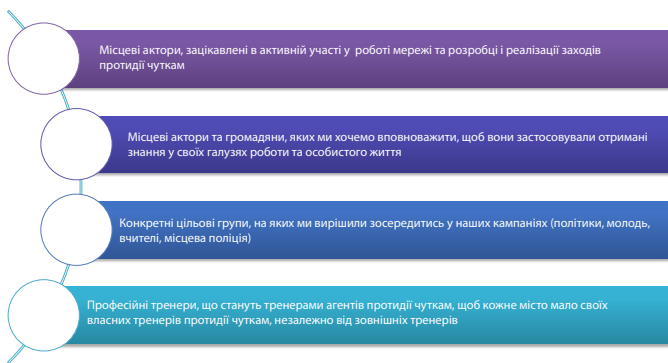 Місцеві актори, зацікавлені в активній участі у роботі мережі та розробці і реалізації заходів
протидії чуткам
Місцеві актори та громадяни, яких ми хочемо вповноважити, щоб вони застосовували отримані
знання у своїх галузях роботи та особистого життя
Конкретні цільові групи, на яких ми вирішили зосередитись у наших кампаніях (політики, молодь,
вчителі, місцева поліція)
Професійні тренери, що стануть тренерами агентів протидії чуткам, щоб кожне місто мало своїх
власних тренерів протидії чуткам, незалежно від зовнішніх тренерів